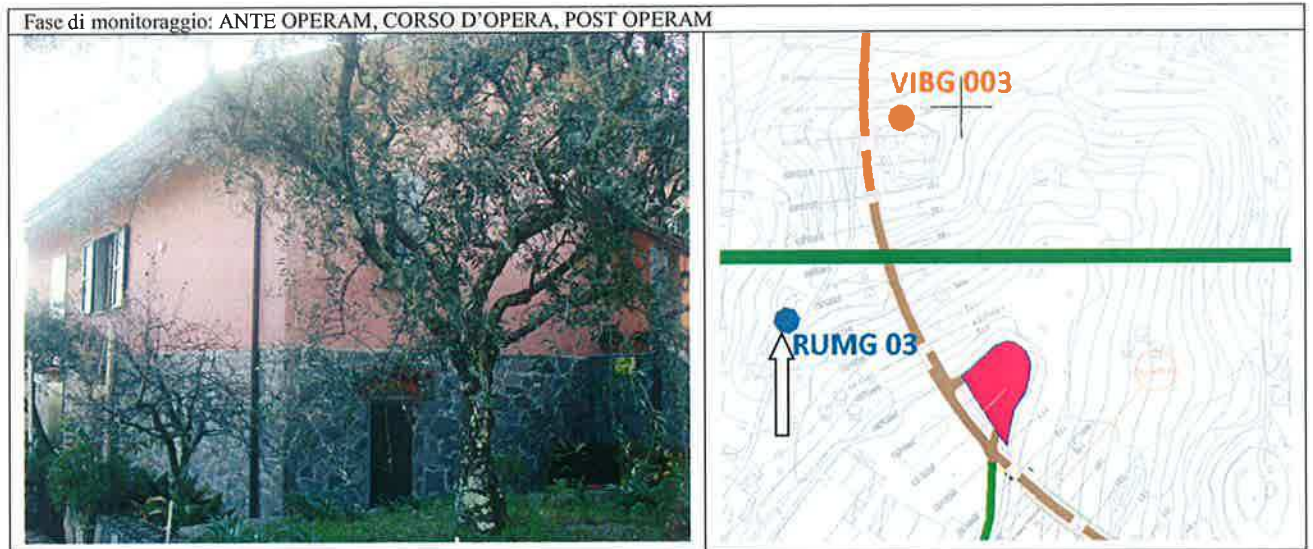 Fase di monitoraggio: ANTE OPERAM, CORSO D'OPERA, POST OPERAM
VIBG 003
RUMG 03